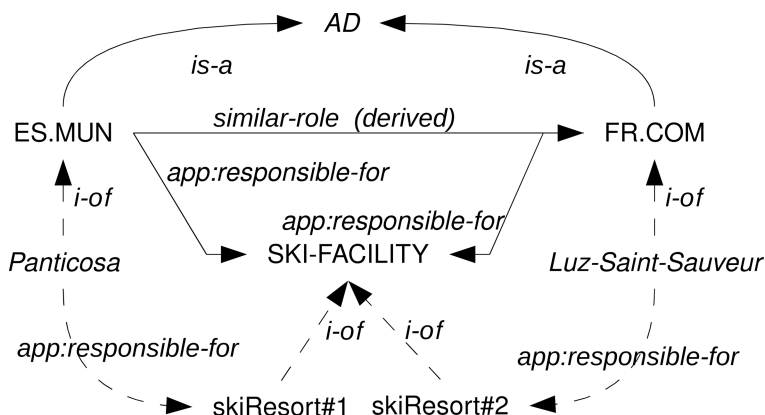 AD
is-a is-a
ES.MUN similar-role (derived) FR.COM
app:responsible-for
i-of i-of
app:responsible-for
Panticosa SKI-FACILITY Luz-Saint-Sauveur
i-of i-of
app:responsible-for app:responsible-for
skiResort#1 skiResort#2